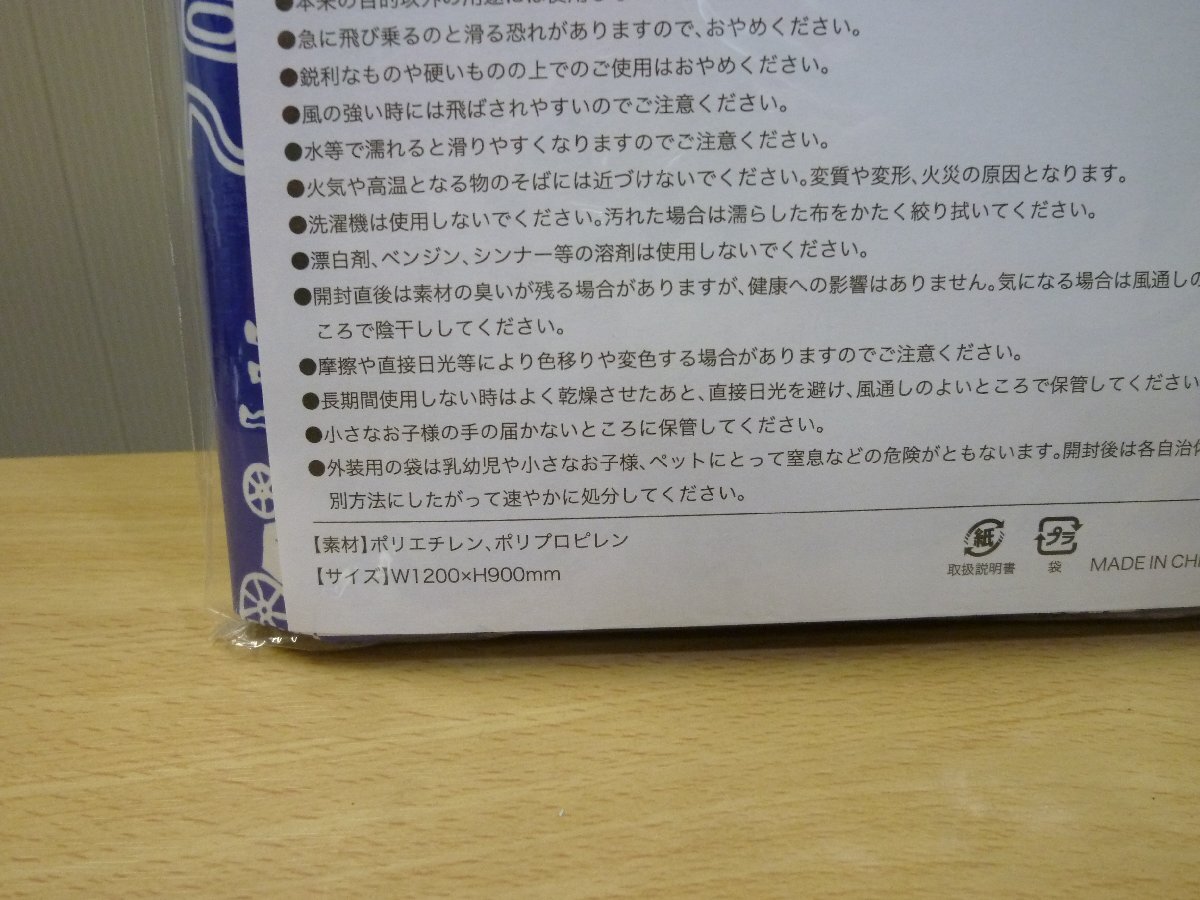 ●本来の目的以外の用途には使用し
●急に飛び乗るのと滑る恐れがありますので、おやめください。
●鋭利なものや硬いものの上でのご使用はおやめください。
●風の強い時には飛ばされやすいのでご注意ください。
●水等で濡れると滑りやすくなりますのでご注意ください。
●火気や高温となる物のそばには近づけないでください。変質や変形、火災の原因となります。
●洗濯機は使用しないでください。汚れた場合は濡らした布をかたく絞り拭いてください。
●漂白剤、ベンジン、シンナー等の溶剤は使用しないでください。
●開封直後は素材の臭いが残る場合がありますが、健康への影響はありません。気になる場合は風通しの
ころで陰干ししてください。
●摩擦や直接日光等により色移りや変色する場合がありますのでご注意ください。
●長期間使用しない時はよく乾燥させたあと、直接日光を避け、風通しのよいところで保管してください
●小さなお子様の手の届かないところに保管してください。
●外装用の袋は乳幼児や小さなお子様、ペットにとって窒息などの危険がともないます。開封後は各自治体
別方法にしたがって速やかに処分してください。
【素材】ポリエチレン、ポリプロピレン
【サイズ】W1200×H900mm
紙 プラ
取扱説明書 袋 MADE IN CHI